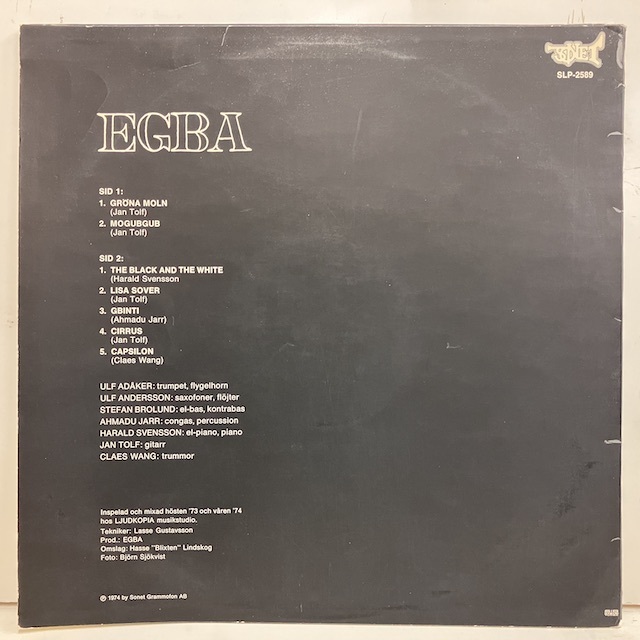 SONET
SLP-2589
EGBA
SID 1:
1. GRÖNA MOLN
(Jan Tolf)
2. MOGUBGUB
(Jan Tolf)
SID 2:
1. THE BLACK AND THE WHITE
(Harald Svensson
2. LISA SOVER
(Jan Tolf)
3. GBINTI
(Ahmadu Jarr)
4. CIRRUS
(Jan Tolf)
5. CAPSILON
(Claes Wang)
ULF ADÅKER: trumpet, flygelhorn
ULF ANDERSSON: saxofoner, flöjter
STEFAN BROLUND: el-bas, kontrabas
AHMADU JARR: congas, percussion
HARALD SVENSSON: el-piano, piano
JAN TOLF: gitarr
CLAES WANG: trummor
Inspelad och mixad hösten '73 och våren '74
hos LJUDKOPIA musikstudio.
Tekniker: Lasse Gustavsson
Prod.: EGBA
Omslag: Hasse "Blixten" Lindskog
Foto: Björn Sjökvist
℗ 1974 by Sonet Grammofon AB